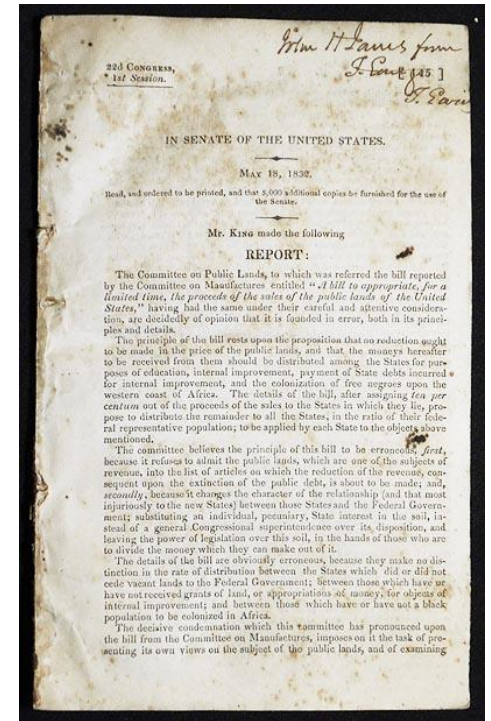 22d CONGRESS,
1st Session.
[ 145 ]
IN SENATE OF THE UNITED STATES.
MAY 18, 1832.
Read, and ordered to be printed, and that 5,000 additional copies be furnished for the use of
the Senate.
Mr. KING made the following
REPORT:
The Committee on Public Lands, to which was referred the bill reported
by the Committee on Manufactures entitled "A bill to appropriate, for a
limited time, the proceeds of the sales of the public lands of the United
States," having had the same under their careful and attentive considera-
tion, are decidedly of opinion that it is founded in error, both in its princi-
ples and details.
The principle of the bill rests upon the proposition that no reduction ought
to be made in the price of the public lands, and that the moneys hereafter
to be received from them should be distributed among the States for pur-
poses of education, internal improvement, payment of State debts incurred
for internal improvement, and the colonization of free negroes upon the
western coast of Africa. The details of the bill, after assigning ten per
centum out of the proceeds of the sales to the States in which they lie, pro-
pose to distribute the remainder to all the States, in the ratio of their fede-
ral representative population; to be applied by each State to the objects above
mentioned.
The committee believes the principle of this bill to be erroneous, first,
because it refuses to admit the public lands, which are one of the subjects of
revenue, into the list of articles on which the reduction of the revenue, con-
sequent upon the extinction of the public debt, is about to be made; and,
secondly, because it changes the character of the relationship (and that most
injuriously to the new States) between those States and the Federal Govern-
ment; substituting an individual, pecuniary, State interest in the soil, in-
stead of a general Congressional superintendence over its disposition, and
leaving the power of legislation over this soil, in the hands of those who are
to divide the money which they can make out of it.
The details of the bill are obviously erroneous, because they make no dis-
tinction in the rate of distribution between the States which did or did not
cede vacant lands to the Federal Government; between those which have or
have not received grants of land, or appropriations of money, for objects of
internal improvement; and between those which have or have not a black
population to be colonized in Africa.
The decisive condemnation which this committee has pronounced upon
the bill from the Committee on Manufactures, imposes on it the task of pre-
senting its own views on the subject of the public lands, and of examining